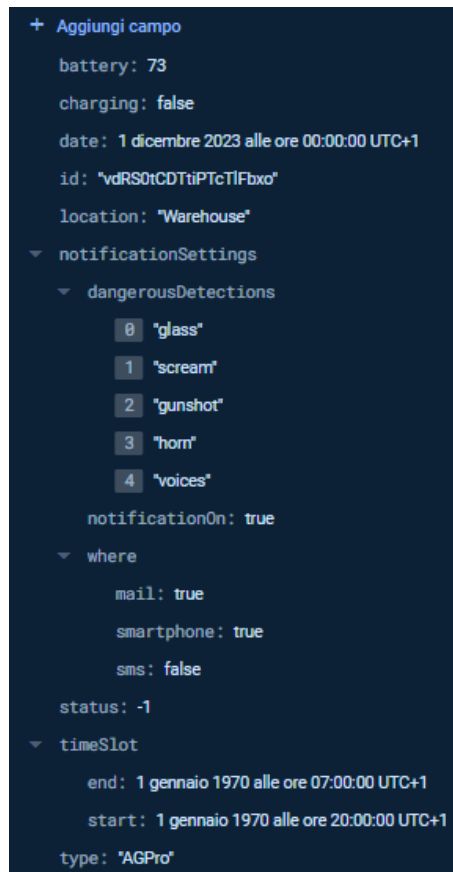 + Aggiungi campo
battery: 73
charging: false
date: 1 dicembre 2023 alle ore 00:00:00 UTC+1
id: "vdRS0tCDTtiPTcTlFbxo"
location: "Warehouse"
notificationSettings
dangerousDetections
0 "glass"
1 "scream"
2 "gunshot"
3 "horn"
4 "voices"
notificationOn: true
where
mail: true
smartphone: true
sms: false
status: -1
timeSlot
end: 1 gennaio 1970 alle ore 07:00:00 UTC+1
start: 1 gennaio 1970 alle ore 20:00:00 UTC+1
type: "AGPro"